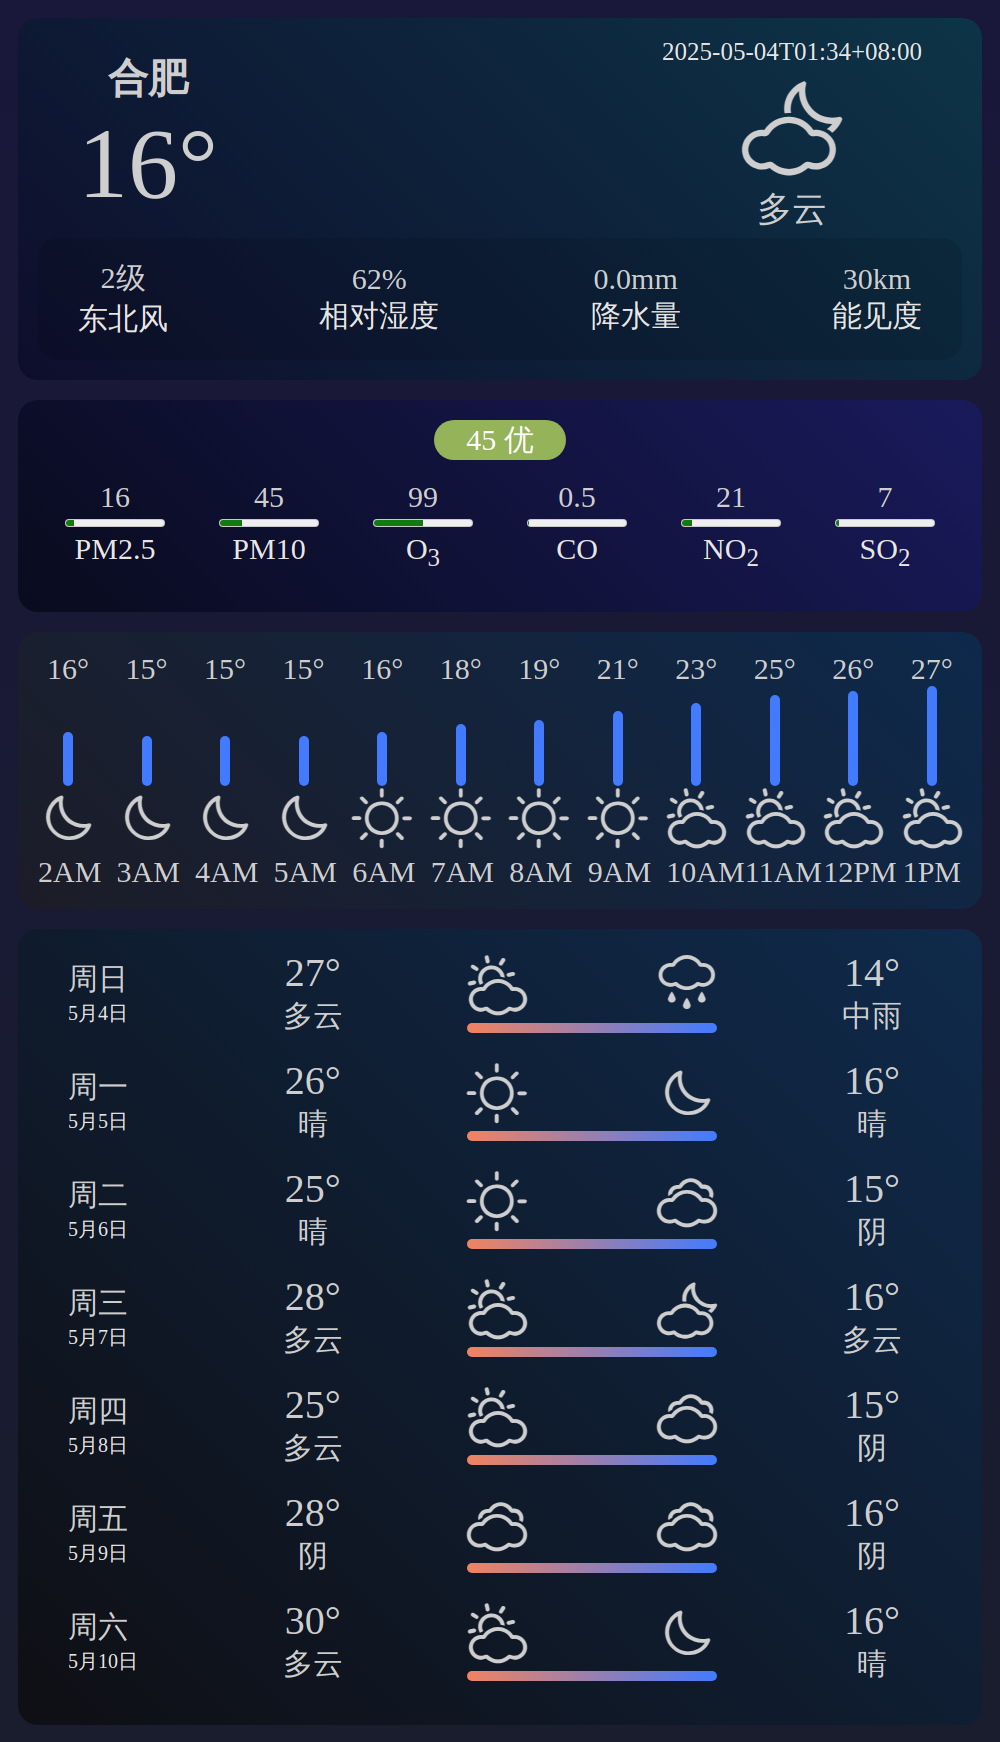 合肥
16°
2025-05-04T01:34+08:00
多云
2级 62% 0.0mm 30km
东北风 相对湿度 降水量 能见度
45 优
16 45 99 0.5 21 7
PM2.5 PM10 O3 CO NO2 SO2
16° 15° 15° 15° 16° 18° 19° 21° 23° 25° 26° 27°
2AM 3AM 4AM 5AM 6AM 7AM 8AM 9AM 10AM 11AM 12PM 1PM
周日 27° 14°
5月4日 多云 中雨
周一 26° 16°
5月5日 晴 晴
周二 25° 15°
5月6日 晴 阴
周三 28° 16°
5月7日 多云 多云
周四 25° 15°
5月8日 多云 阴
周五 28° 16°
5月9日 阴 阴
周六 30° 16°
5月10日 多云 晴